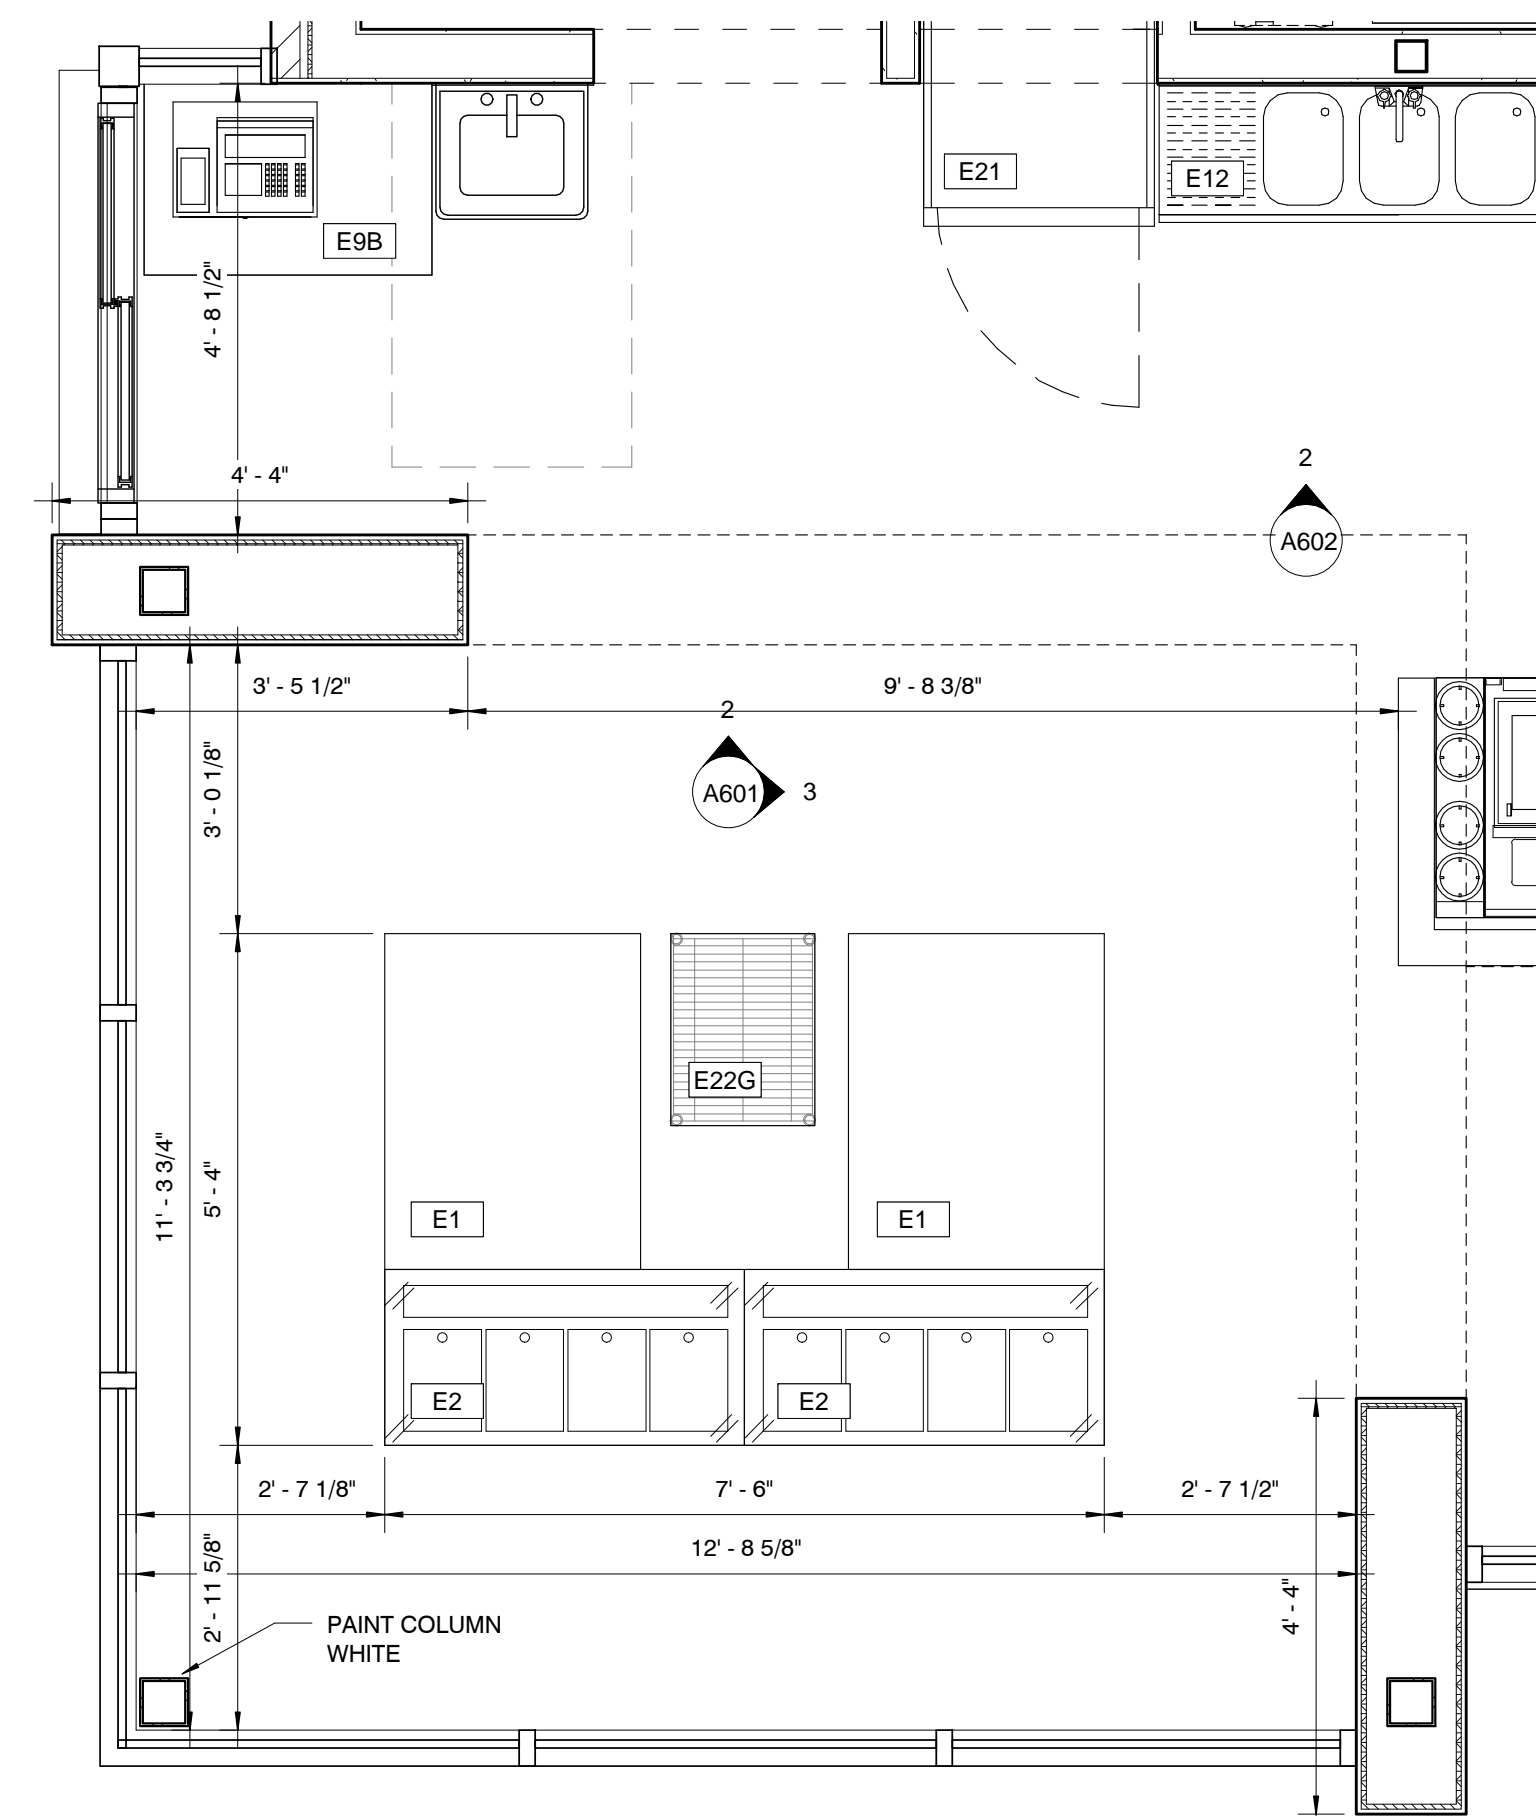 E21
E12
E9B
4' - 8 1/2"
2
4' - 4"
A602
3' - 5 1/2"
9' - 8 3/8"
2
3' - 0 1/8"
A601
3
E22G
11' - 3 3/4"
5' - 4"
E1
E1
E2
E2
2' - 7 1/8"
7' - 6"
2' - 7 1/2"
12' - 8 5/8"
2' - 11 5/8"
4' - 4"
PAINT COLUMN
WHITE